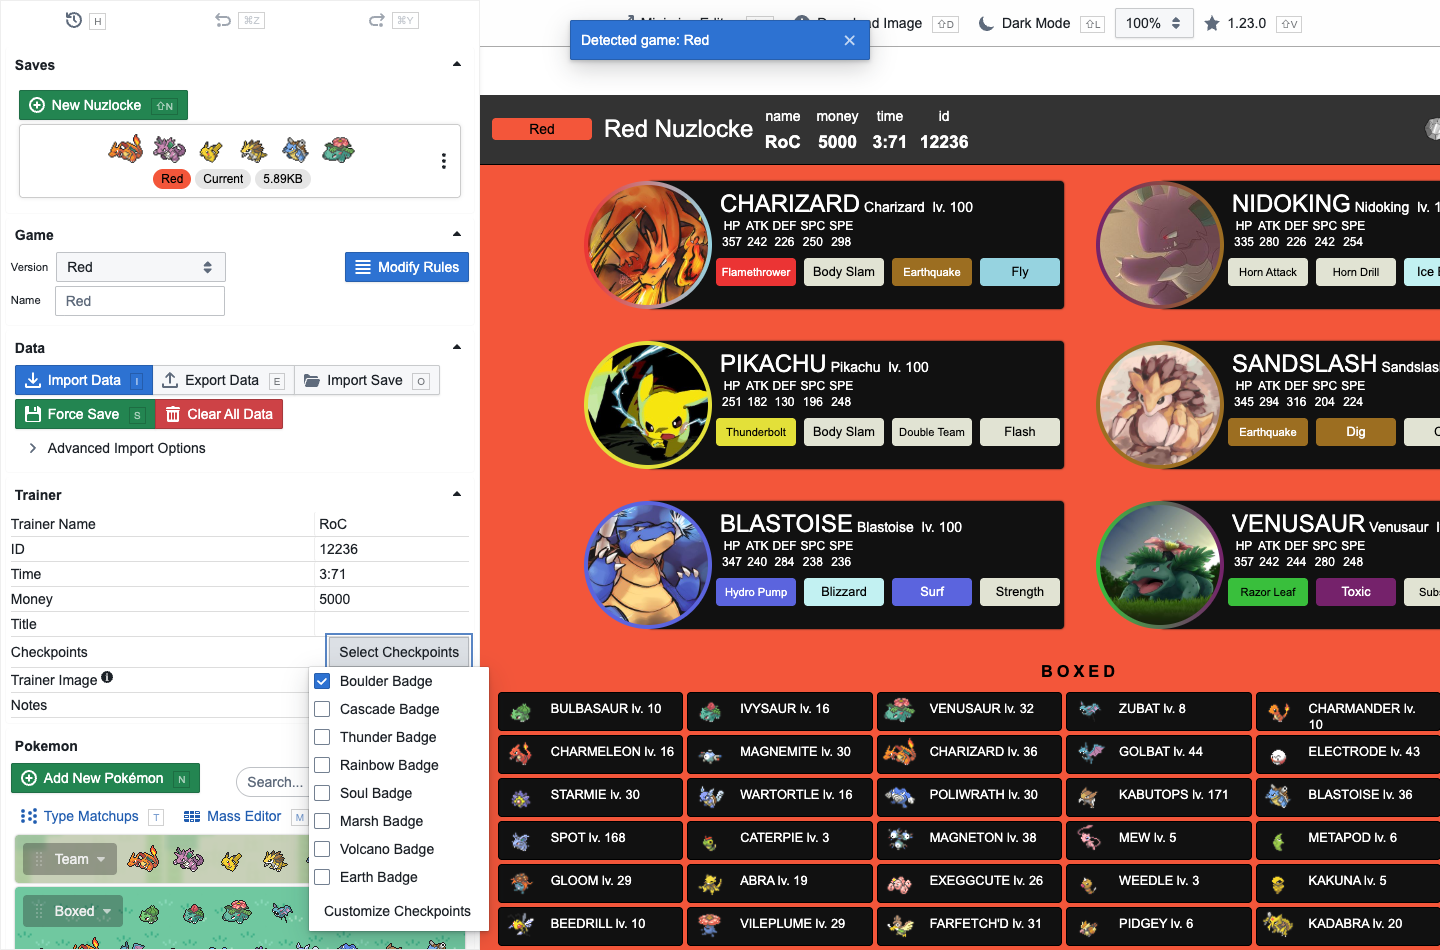 H
⌘Z
⌘Y
Saves
New Nuzlocke ⇧N
Red Current 5.89KB
Game
Version Red
Modify Rules
Name Red
Data
Import Data I Export Data E Import Save O
Force Save S Clear All Data
Advanced Import Options
Trainer
Trainer Name RoC
ID 12236
Time 3:71
Money 5000
Title
Checkpoints Select Checkpoints
Trainer Image
Notes
Boulder Badge
Cascade Badge
Thunder Badge
Rainbow Badge
Soul Badge
Marsh Badge
Volcano Badge
Earth Badge
Customize Checkpoints
Pokemon
Add New Pokémon N
Search...
Type Matchups T Mass Editor M
Team
Boxed
Image ⇧D Dark Mode ⇧L 100% 1.23.0 ⇧V
Detected game: Red
Red
Red Nuzlocke
name money time id
RoC 5000 3:71 12236
CHARIZARD Charizard lv. 100
HP ATK DEF SPC SPE
357 242 226 250 298
Flamethrower Body Slam Earthquake Fly
NIDOKING Nidoking lv. 1
HP ATK DEF SPC SPE
335 280 226 242 254
Horn Attack Horn Drill Ice
PIKACHU Pikachu lv. 100
HP ATK DEF SPC SPE
251 182 130 196 248
Thunderbolt Body Slam Double Team Flash
SANDSLASH Sandslash
HP ATK DEF SPC SPE
345 294 316 204 224
Earthquake Dig
BLASTOISE Blastoise lv. 100
HP ATK DEF SPC SPE
347 240 284 238 236
Hydro Pump Blizzard Surf Strength
VENUSAUR Venusaur
HP ATK DEF SPC SPE
357 242 244 280 248
Razor Leaf Toxic Subs
BOXED
BULBASAUR lv. 10 IVYSAUR lv. 16 VENUSAUR lv. 32 ZUBAT lv. 8 CHARMANDER lv. 10
CHARMELEON lv. 16 MAGNEMITE lv. 30 CHARIZARD lv. 36 GOLBAT lv. 44 ELECTRODE lv. 43
STARMIE lv. 30 WARTORTLE lv. 16 POLIWRATH lv. 30 KABUTOPS lv. 171 BLASTOISE lv. 36
SPOT lv. 168 CATERPIE lv. 3 MAGNETON lv. 38 MEW lv. 5 METAPOD lv. 6
GLOOM lv. 29 ABRA lv. 19 EXEGGCUTE lv. 26 WEEDLE lv. 3 KAKUNA lv. 5
BEEDRILL lv. 10 VILEPLUME lv. 29 FARFETCH'D lv. 31 PIDGEY lv. 6 KADABRA lv. 20